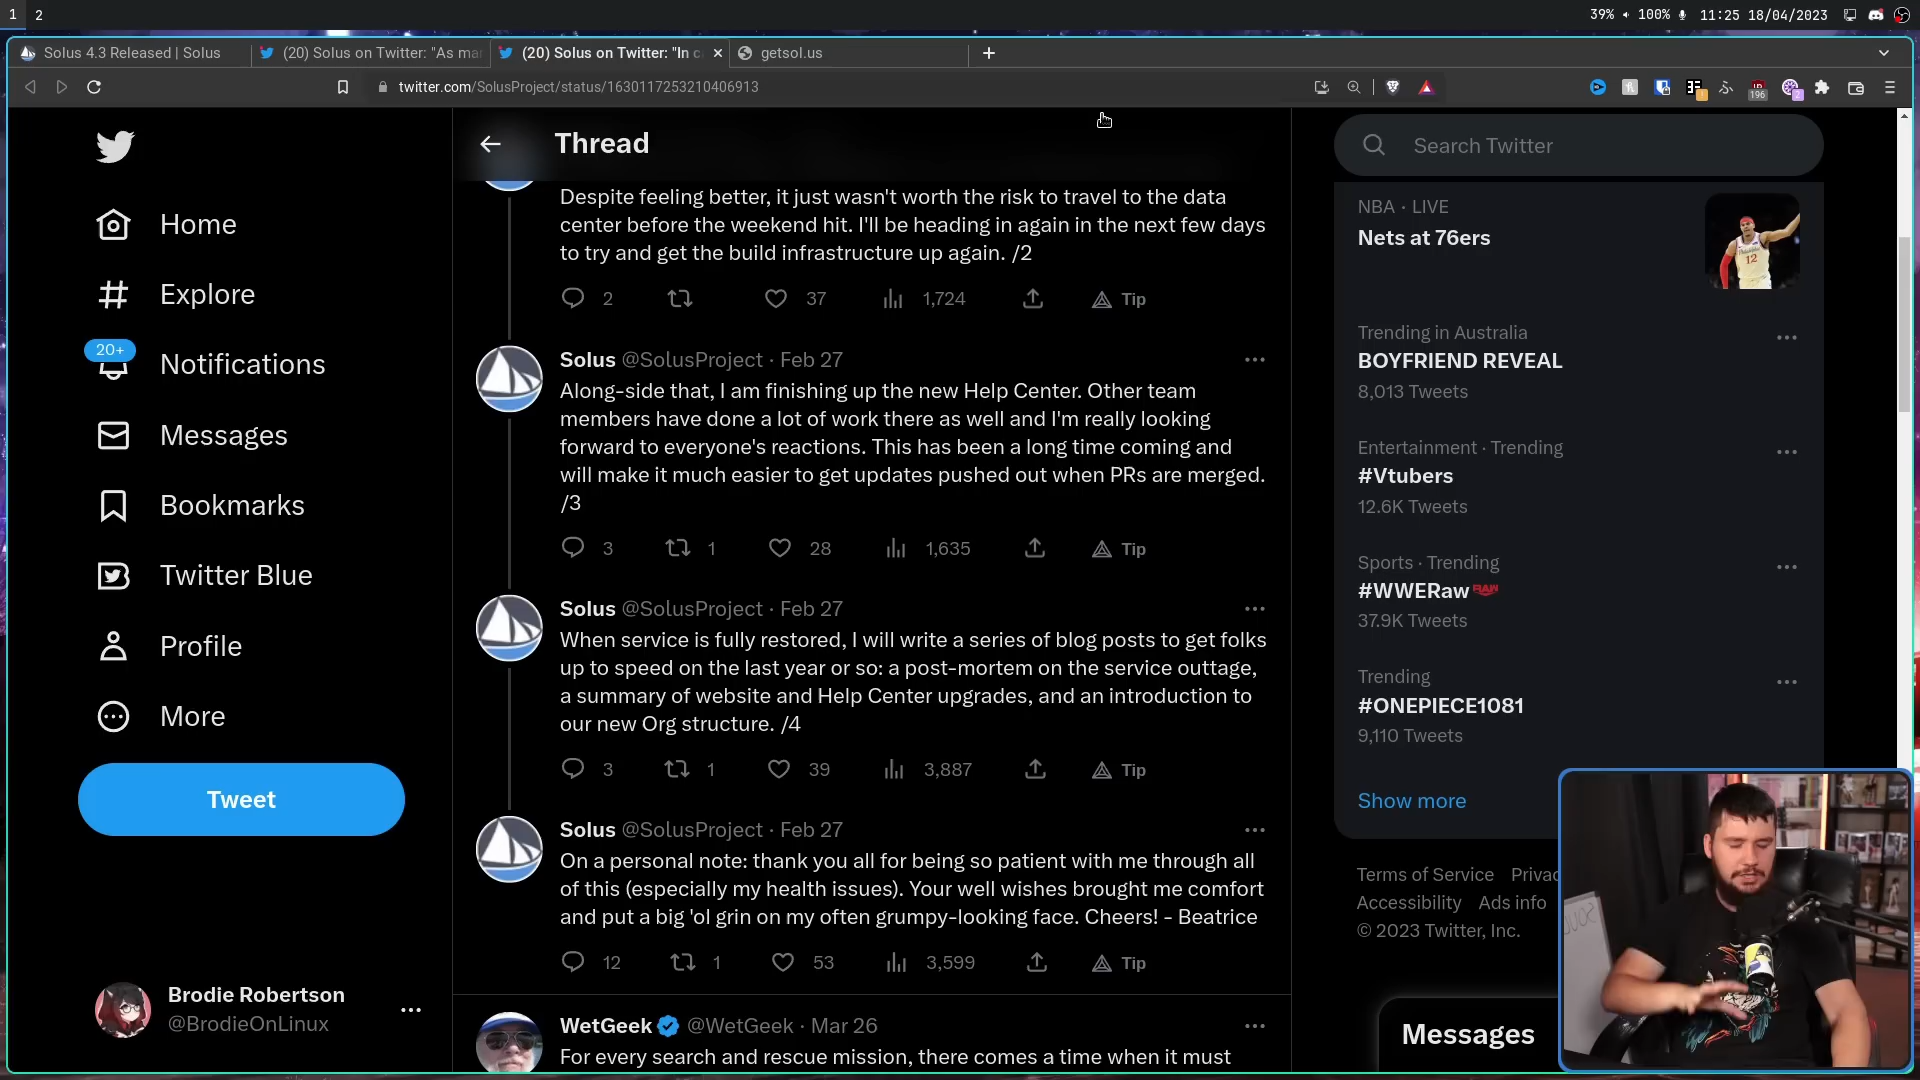 1 2
39% 100% 11:25 18/04/2023
Solus 4.3 Released | Solus
(20) Solus on Twitter: "As mar
(20) Solus on Twitter: "In c
getsol.us
twitter.com/SolusProject/status/1630117253210406913
196
2
Thread
Search Twitter
Home
Explore
20+
Notifications
Messages
Bookmarks
Twitter Blue
Profile
More
Tweet
Brodie Robertson
@BrodieOnLinux
Despite feeling better, it just wasn't worth the risk to travel to the data
center before the weekend hit. I'll be heading in again in the next few days
to try and get the build infrastructure up again. /2
2 37 1,724 Tip
Solus @SolusProject · Feb 27
Along-side that, I am finishing up the new Help Center. Other team
members have done a lot of work there as well and I'm really looking
forward to everyone's reactions. This has been a long time coming and
will make it much easier to get updates pushed out when PRs are merged.
/3
3 1 28 1,635 Tip
Solus @SolusProject · Feb 27
When service is fully restored, I will write a series of blog posts to get folks
up to speed on the last year or so: a post-mortem on the service outtage,
a summary of website and Help Center upgrades, and an introduction to
our new Org structure. /4
3 1 39 3,887 Tip
Solus @SolusProject · Feb 27
On a personal note: thank you all for being so patient with me through all
of this (especially my health issues). Your well wishes brought me comfort
and put a big 'ol grin on my often grumpy-looking face. Cheers! - Beatrice
12 1 53 3,599 Tip
WetGeek @WetGeek · Mar 26
For every search and rescue mission, there comes a time when it must
NBA · LIVE
Nets at 76ers
Trending in Australia
BOYFRIEND REVEAL
8,013 Tweets
Entertainment · Trending
#Vtubers
12.6K Tweets
Sports · Trending
#WWERaw
37.9K Tweets
Trending
#ONEPIECE1081
9,110 Tweets
Show more
Terms of Service Privac
Accessibility Ads info
© 2023 Twitter, Inc.
Messages